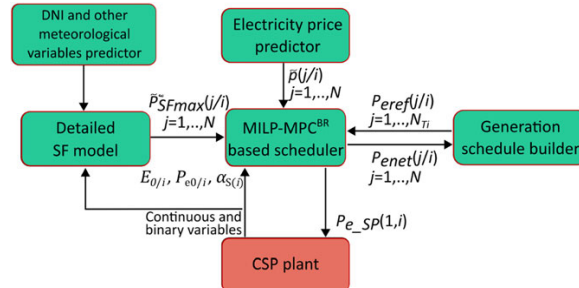 DNI and other
meteorological
variables predictor
Electricity price
predictor
p̄(j/i)
j=1,..,N
P̃SFmax(j/i)
j=1,..,N
Peref(j/i)
j=1,..,NTi
Detailed
SF model
MILP-MPCᴮᴿ
based scheduler
Generation
schedule builder
Penet(j/i)
j=1,..,N
E0/i, Pe0/i, αS(i)
Continuous and
binary variables
Pe_SP(1,i)
CSP plant